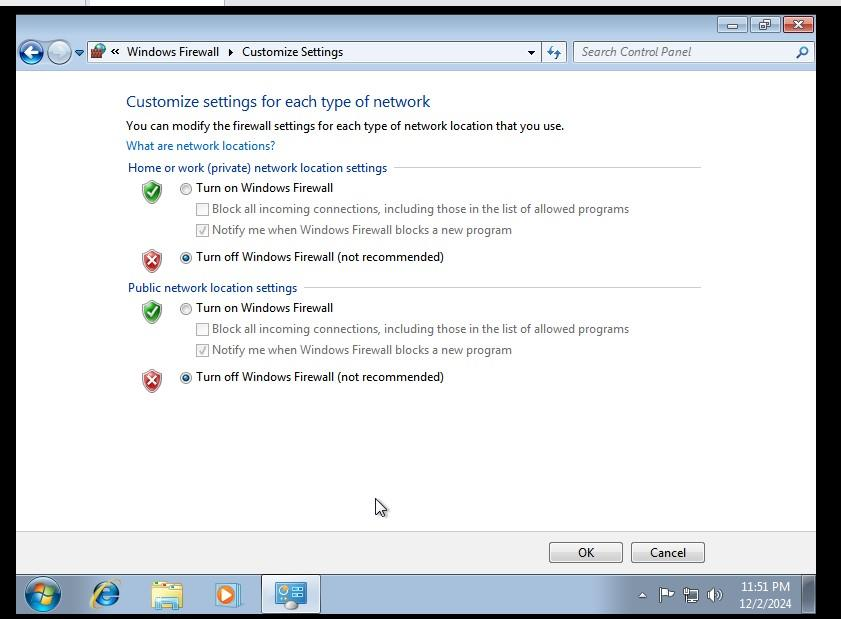 « Windows Firewall ▸ Customize Settings
Search Control Panel
Customize settings for each type of network
You can modify the firewall settings for each type of network location that you use.
What are network locations?
Home or work (private) network location settings
Turn on Windows Firewall
Block all incoming connections, including those in the list of allowed programs
Notify me when Windows Firewall blocks a new program
Turn off Windows Firewall (not recommended)
Public network location settings
Turn on Windows Firewall
Block all incoming connections, including those in the list of allowed programs
Notify me when Windows Firewall blocks a new program
Turn off Windows Firewall (not recommended)
OK
Cancel
11:51 PM
12/2/2024